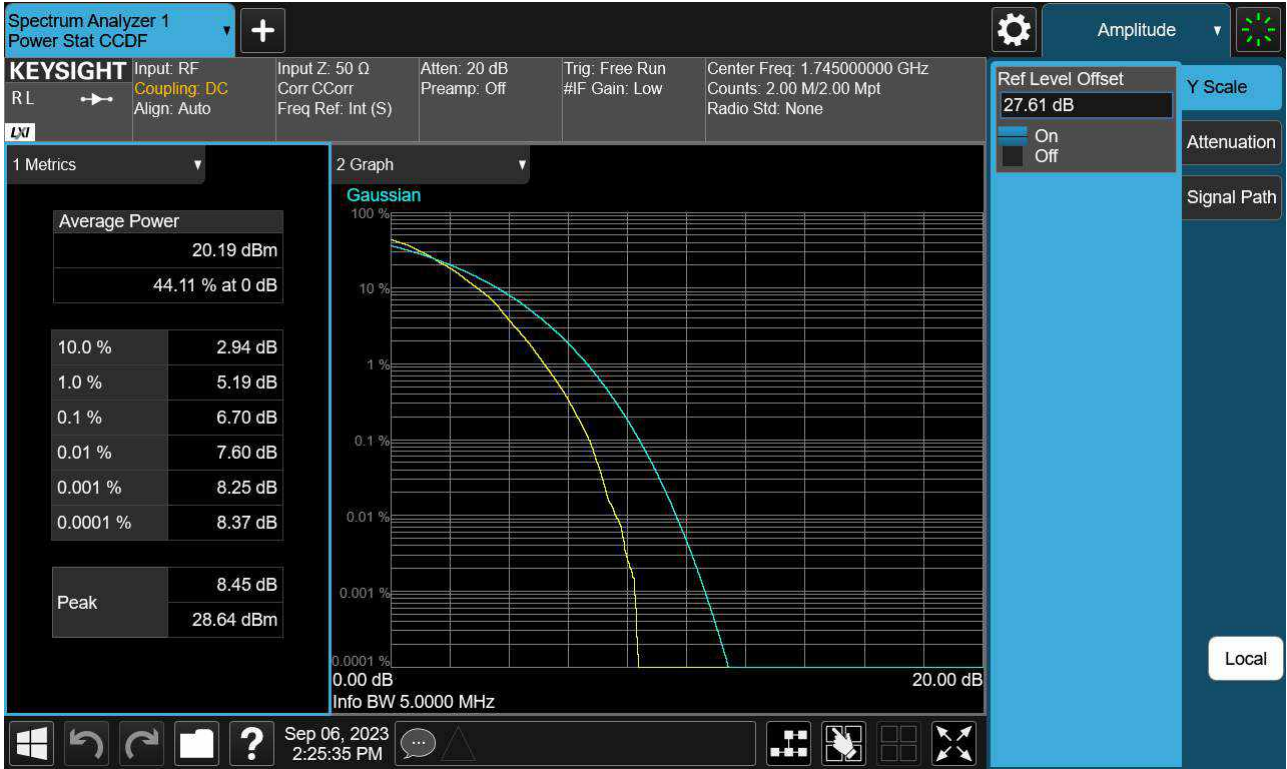 Spectrum Analyzer 1
Power Stat CCDF
Amplitude
KEYSIGHT
R L
LXI
Input: RF
Coupling: DC
Align: Auto
Input Z: 50 Ω
Corr CCorr
Freq Ref: Int (S)
Atten: 20 dB
Preamp: Off
Trig: Free Run
#IF Gain: Low
Center Freq: 1.745000000 GHz
Counts: 2.00 M/2.00 Mpt
Radio Std: None
Ref Level Offset
27.61 dB
On
Off
Y Scale
Attenuation
Signal Path
1 Metrics
Average Power
20.19 dBm
44.11 % at 0 dB
10.0 % 2.94 dB
1.0 % 5.19 dB
0.1 % 6.70 dB
0.01 % 7.60 dB
0.001 % 8.25 dB
0.0001 % 8.37 dB
Peak
8.45 dB
28.64 dBm
2 Graph
Gaussian
100 %
10 %
1 %
0.1 %
0.01 %
0.001 %
0.0001 %
0.00 dB 20.00 dB
Info BW 5.0000 MHz
Local
?
Sep 06, 2023
2:25:35 PM